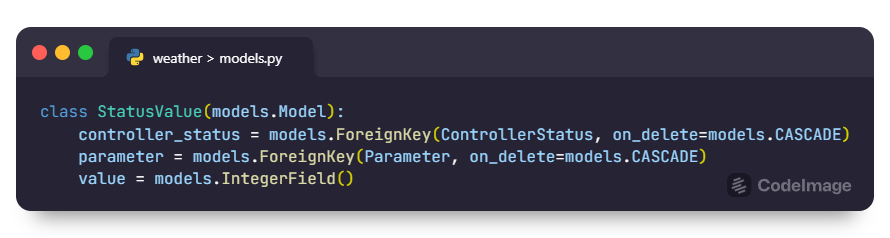 weather > models.py
class StatusValue(models.Model):
    controller_status = models.ForeignKey(ControllerStatus, on_delete=models.CASCADE)
    parameter = models.ForeignKey(Parameter, on_delete=models.CASCADE)
    value = models.IntegerField()
CodeImage